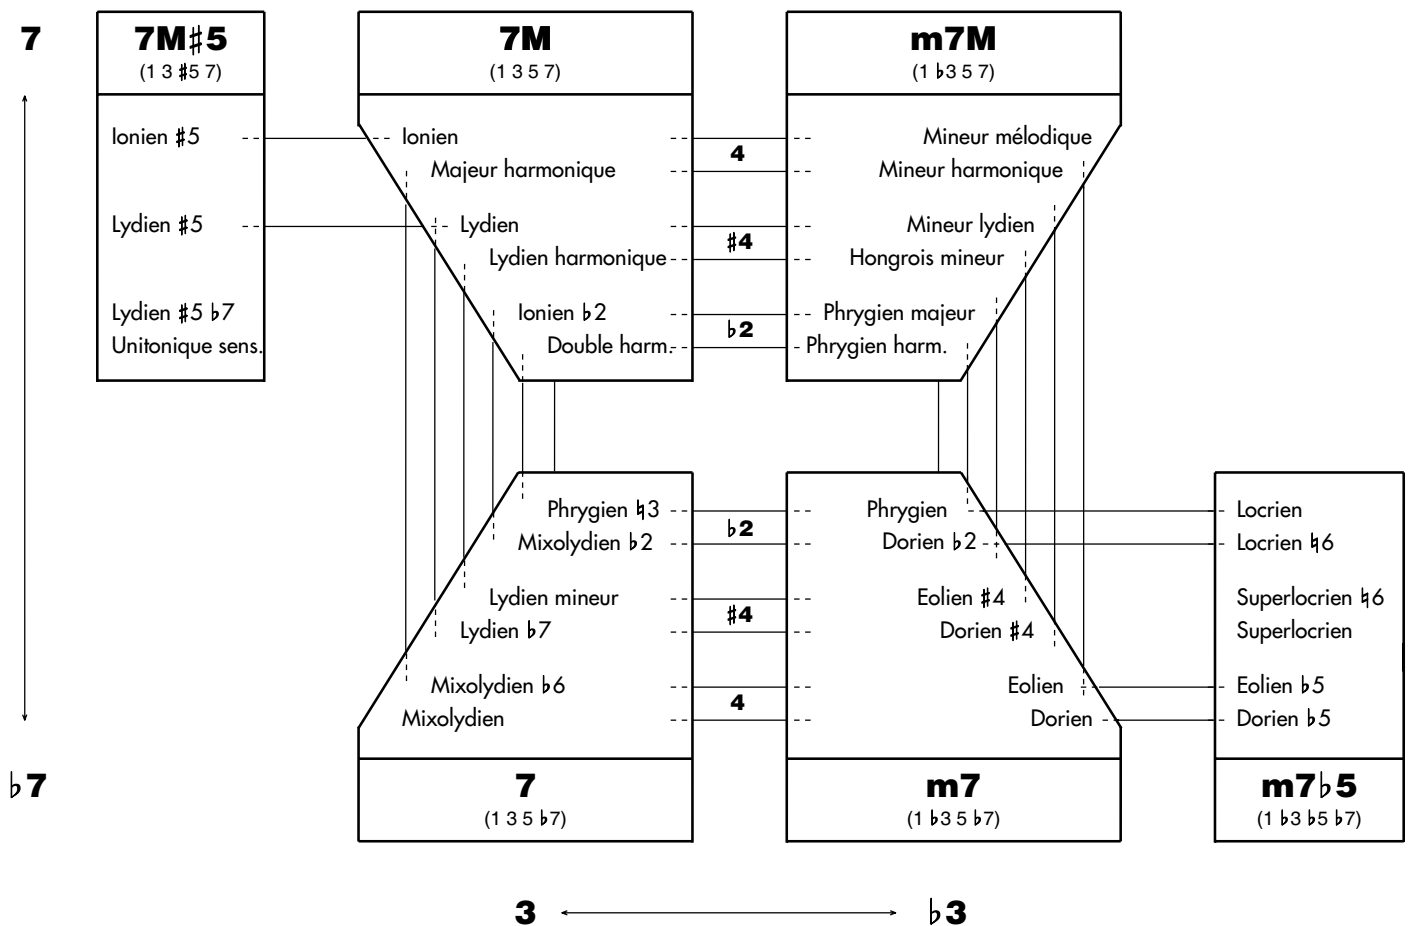 7
7M♯5
(1 3 ♯5 7)
Ionien ♯5
Lydien ♯5
Lydien ♯5 ♭7
Unitonique sens.
7M
(1 3 5 7)
Ionien
Majeur harmonique
Lydien
Lydien harmonique
Ionien ♭2
Double harm.
4
♯4
♭2
m7M
(1 ♭3 5 7)
Mineur mélodique
Mineur harmonique
Mineur lydien
Hongrois mineur
Phrygien majeur
Phrygien harm.
Phrygien ♮3
Mixolydien ♭2
Lydien mineur
Lydien ♭7
Mixolydien ♭6
Mixolydien
7
(1 3 5 ♭7)
♭2
♯4
4
Phrygien
Dorien ♭2
Eolien ♯4
Dorien ♯4
Eolien
Dorien
m7
(1 ♭3 5 ♭7)
Locrien
Locrien ♮6
Superlocrien ♮6
Superlocrien
Eolien ♭5
Dorien ♭5
m7♭5
(1 ♭3 ♭5 ♭7)
♭7
3
♭3